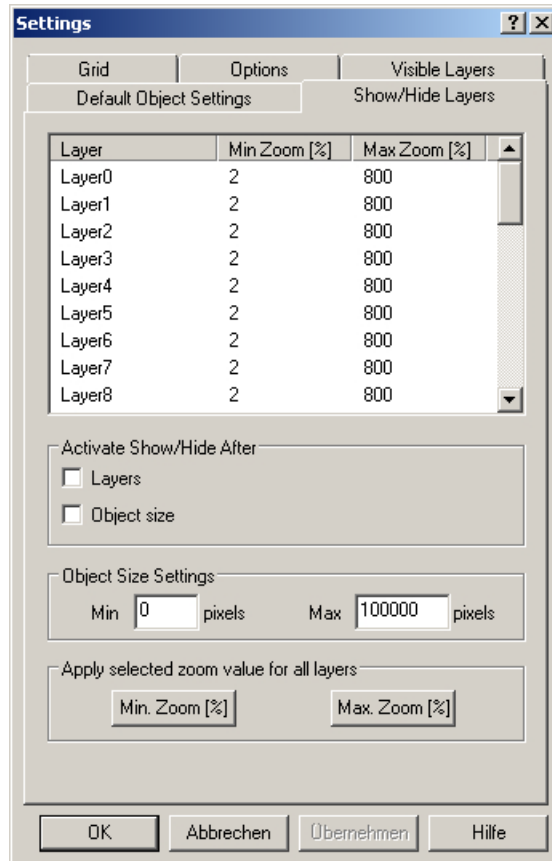 Settings
Grid Options Visible Layers
Default Object Settings Show/Hide Layers
Layer Min Zoom [%] Max Zoom [%]
Layer0 2 800
Layer1 2 800
Layer2 2 800
Layer3 2 800
Layer4 2 800
Layer5 2 800
Layer6 2 800
Layer7 2 800
Layer8 2 800
Activate Show/Hide After
Layers
Object size
Object Size Settings
Min 0 pixels Max 100000 pixels
Apply selected zoom value for all layers
Min. Zoom [%] Max. Zoom [%]
OK Abbrechen Übernehmen Hilfe